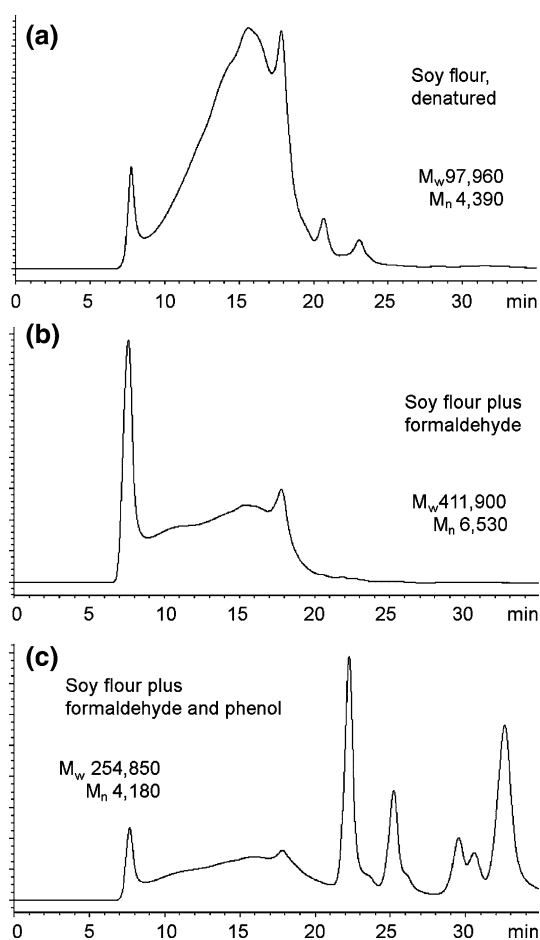 (a)
Soy flour,
denatured
Mw97,960
Mn 4,390
0 5 10 15 20 25 30 min
(b)
Soy flour plus
formaldehyde
Mw411,900
Mn 6,530
0 5 10 15 20 25 30 min
(c)
Soy flour plus
formaldehyde and phenol
Mw 254,850
Mn 4,180
0 5 10 15 20 25 30 min